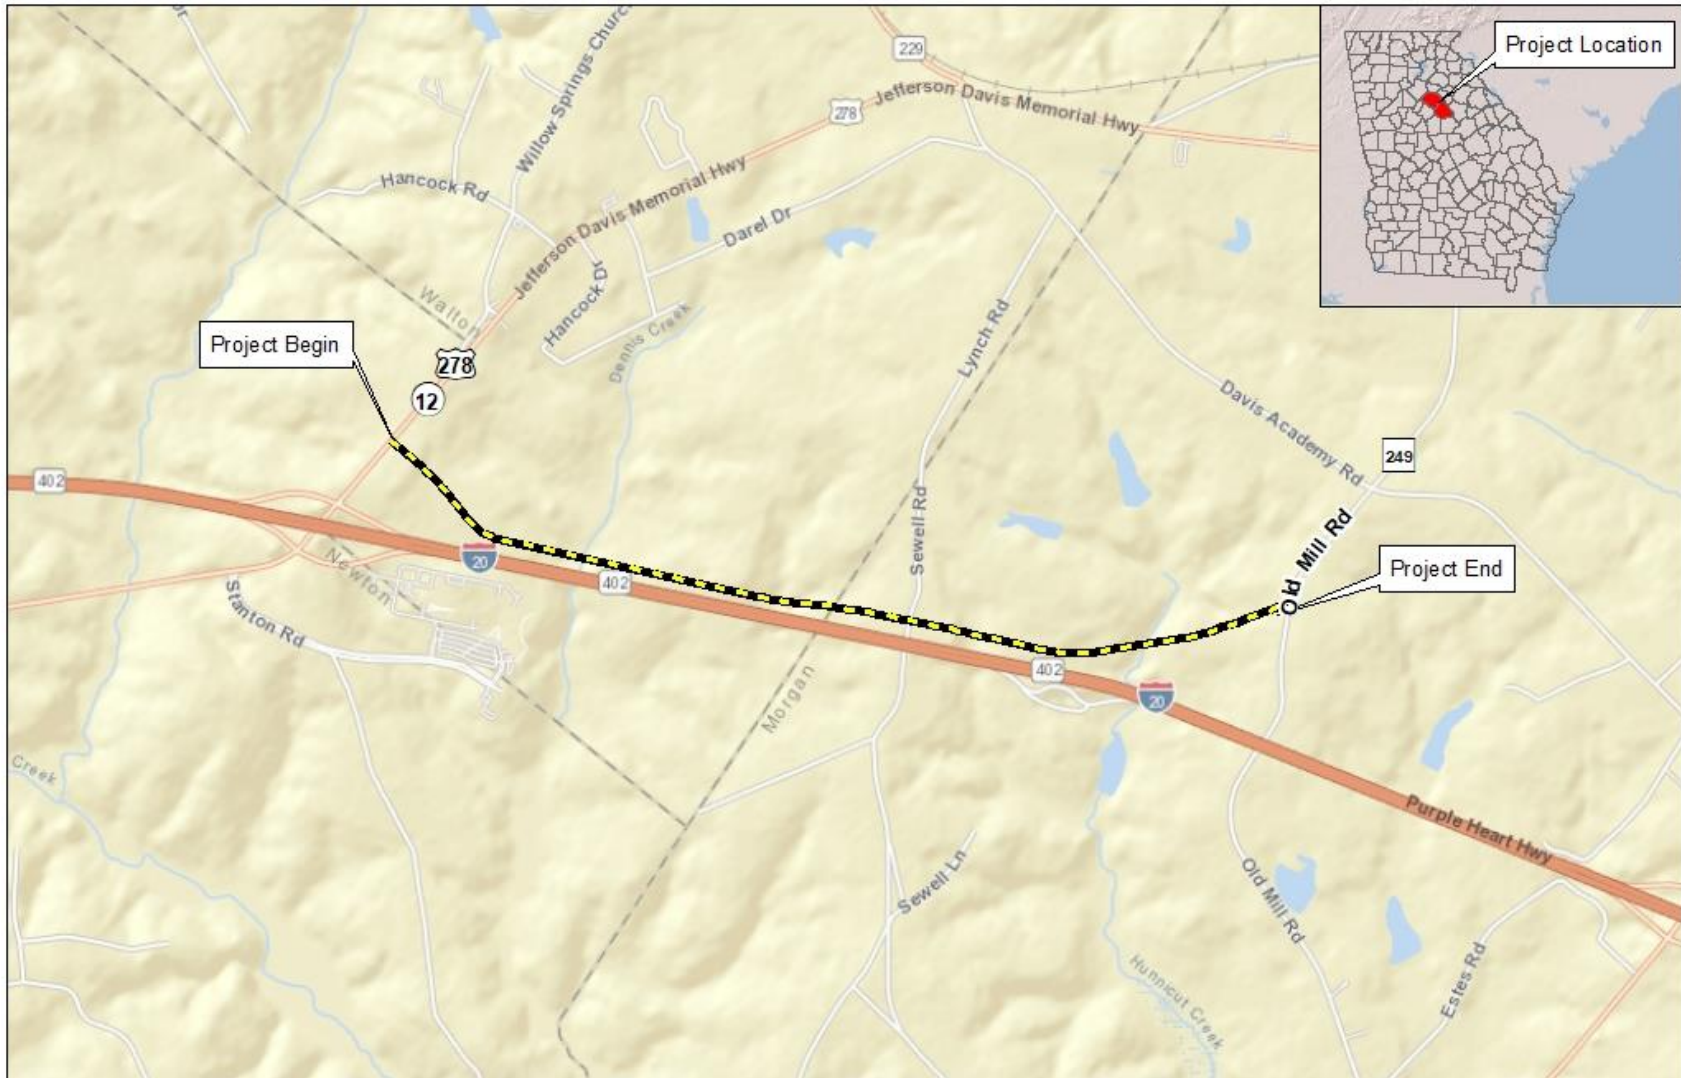 Dr
Willow Springs Church
229
Project Location
Jefferson Davis Memorial Hwy
278
Hancock Rd
Jefferson Davis Memorial Hwy
Darel Dr
Hancock Dr
Walton
Dennis Creek
Lynch Rd
Project Begin
278
12
Davis Academy Rd
249
402
Sewell Rd
Old Mill Rd
20
Newton
402
Project End
Stanton Rd
402
20
Morgan
Creek
Purple Heart Hwy
Sewell Ln
Old Mill Rd
Estes Rd
Hunnicut Creek